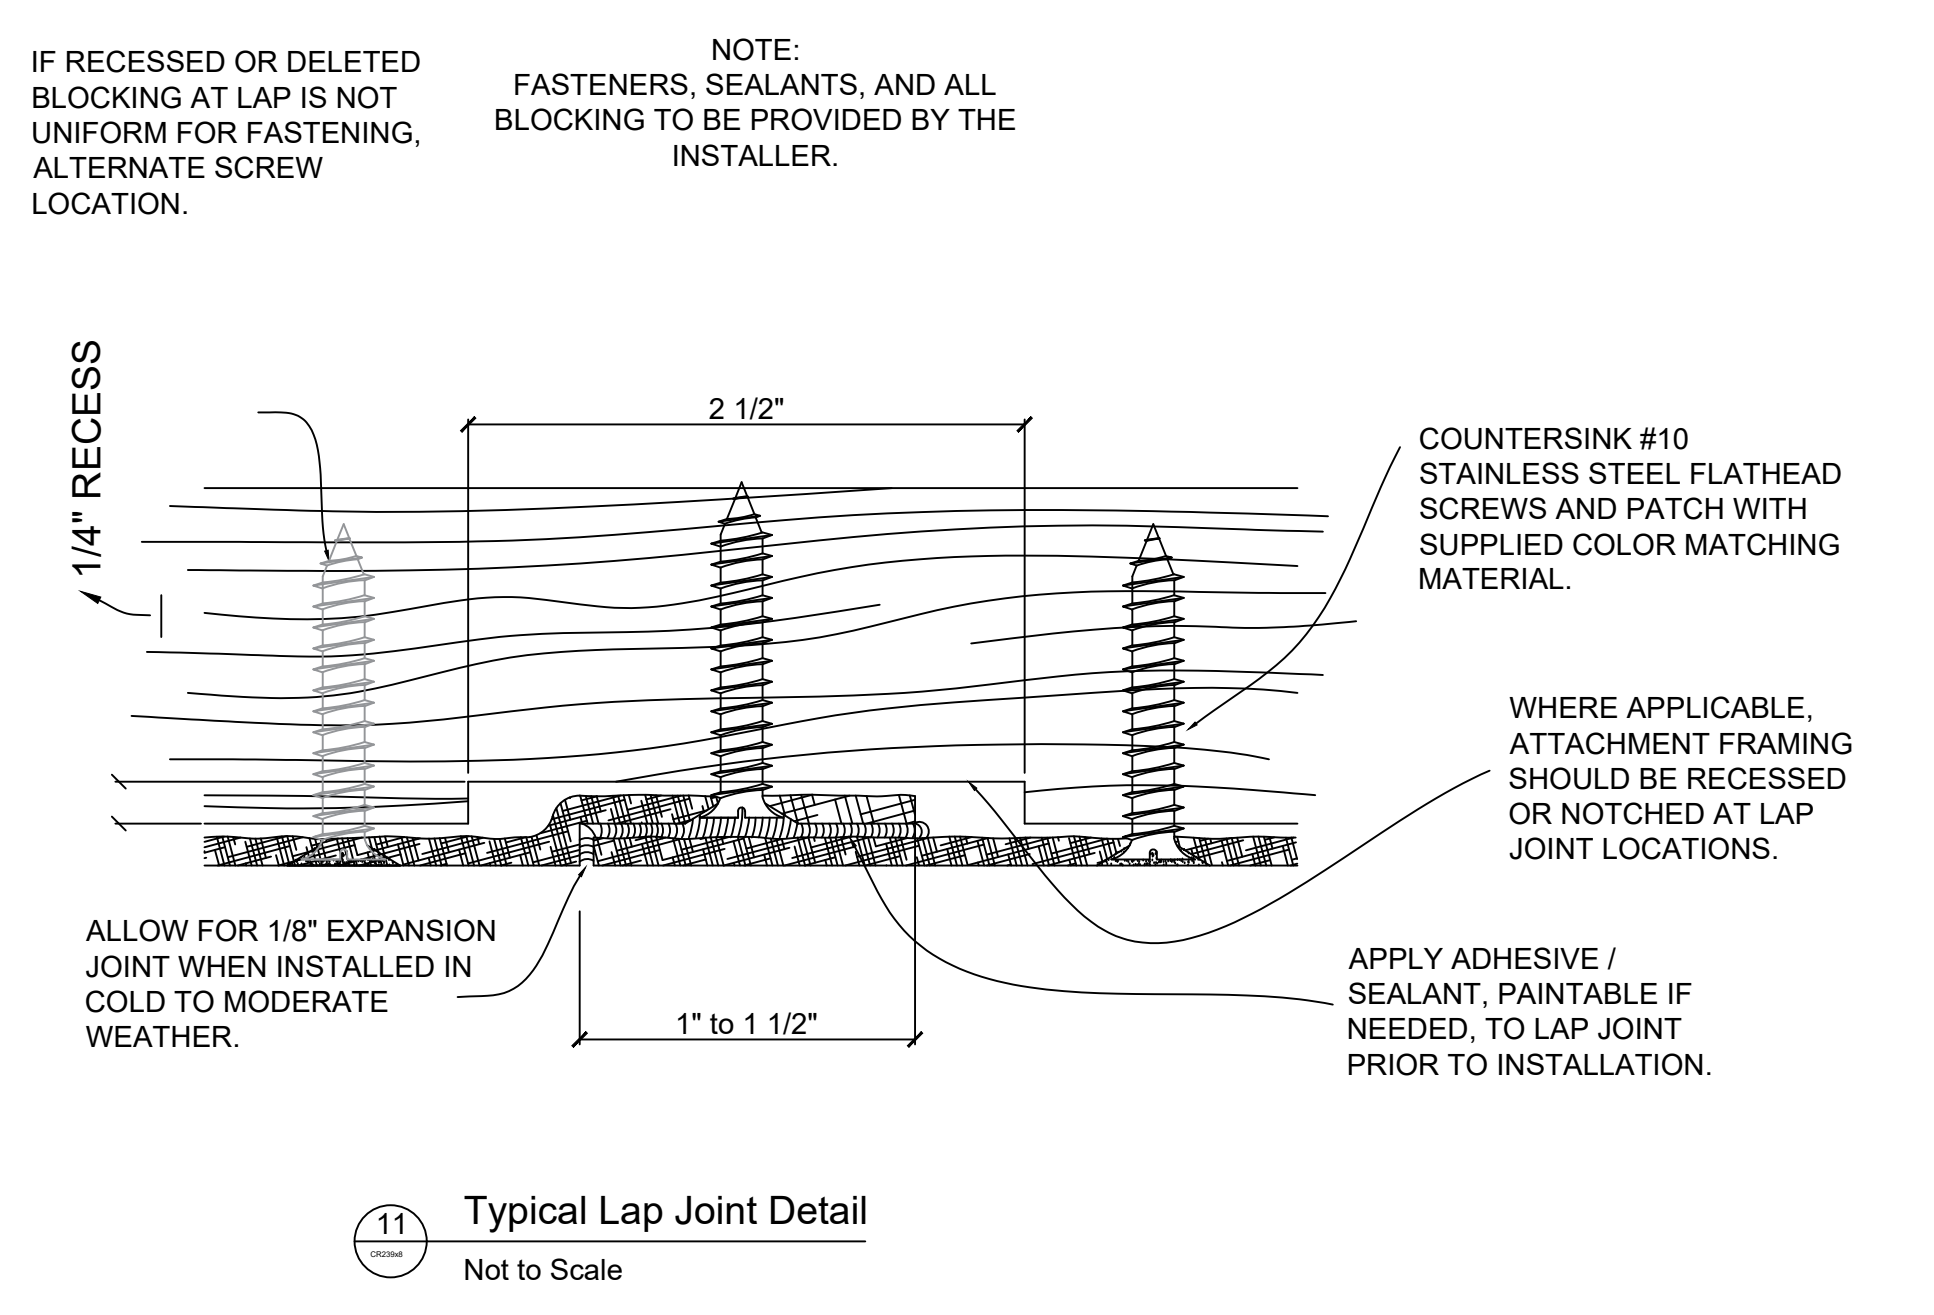 IF RECESSED OR DELETED
BLOCKING AT LAP IS NOT
UNIFORM FOR FASTENING,
ALTERNATE SCREW
LOCATION.
NOTE:
FASTENERS, SEALANTS, AND ALL
BLOCKING TO BE PROVIDED BY THE
INSTALLER.
1/4" RECESS
2 1/2"
COUNTERSINK #10
STAINLESS STEEL FLATHEAD
SCREWS AND PATCH WITH
SUPPLIED COLOR MATCHING
MATERIAL.
WHERE APPLICABLE,
ATTACHMENT FRAMING
SHOULD BE RECESSED
OR NOTCHED AT LAP
JOINT LOCATIONS.
ALLOW FOR 1/8" EXPANSION
JOINT WHEN INSTALLED IN
COLD TO MODERATE
WEATHER.
1" to 1 1/2"
APPLY ADHESIVE /
SEALANT, PAINTABLE IF
NEEDED, TO LAP JOINT
PRIOR TO INSTALLATION.
11
CR239x8
Typical Lap Joint Detail
Not to Scale